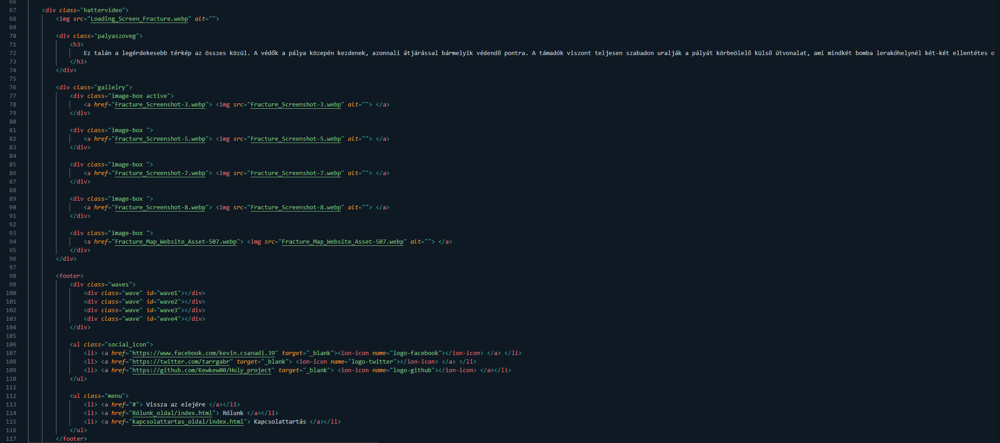 66
67 <div class="hattervideo">
68 <img src="Loading_Screen_Fracture.webp" alt="">
69
70 <div class="palyaszoveg">
71 <h3>
72 Ez talán a legérdekesebb térkép az összes közül. A védők a pálya közepén kezdenek, azonnali átjárással bármelyik védendő pontra. A támadók viszont teljesen szabadon uralják a pályát körbeölelő külső útvonalat, ami mindkét bomba lerakóhelynél két-két ellentétes o
73 </h3>
74 </div>
75
76 <div class="gallelry">
77 <div class="image-box active">
78 <a href="Fracture_Screenshot-3.webp"> <img src="Fracture_Screenshot-3.webp" alt=""> </a>
79 </div>
80
81 <div class="image-box ">
82 <a href="Fracture_Screenshot-5.webp"> <img src="Fracture_Screenshot-5.webp" alt=""> </a>
83 </div>
84
85 <div class="image-box ">
86 <a href="Fracture_Screenshot-7.webp"> <img src="Fracture_Screenshot-7.webp" alt=""> </a>
87 </div>
88
89 <div class="image-box ">
90 <a href="Fracture_Screenshot-8.webp"> <img src="Fracture_Screenshot-8.webp" alt=""> </a>
91 </div>
92
93 <div class="image-box ">
94 <a href="Fracture_Map_Website_Asset-507.webp"> <img src="Fracture_Map_Website_Asset-507.webp" alt=""> </a>
95 </div>
96 </div>
97
98 <footer>
99 <div class="waves">
100 <div class="wave" id="wave1"></div>
101 <div class="wave" id="wave2"></div>
102 <div class="wave" id="wave3"></div>
103 <div class="wave" id="wave4"></div>
104 </div>
105
106 <ul class="social_icon">
107 <li> <a href="https://www.facebook.com/kevin.csanadi.39" target="_blank"><ion-icon name="logo-facebook"></ion-icon> </a> </li>
108 <li> <a href="https://twitter.com/tarrgabr" target="_blank"> <ion-icon name="logo-twitter"></ion-icon> </a> </li>
109 <li> <a href="https://github.com/Kewkew00/Holy_project" target="_blank"> <ion-icon name="logo-github"></ion-icon> </a></li>
110 </ul>
111
112 <ul class="menu">
113 <li> <a href="#"> Vissza az elejére </a></li>
114 <li> <a href="Rólunk_oldal/index.html"> Rólunk </a></li>
115 <li> <a href="kapcsolattartas_oldal/index.html"> Kapcsolattartás </a></li>
116 </ul>
117 </footer>